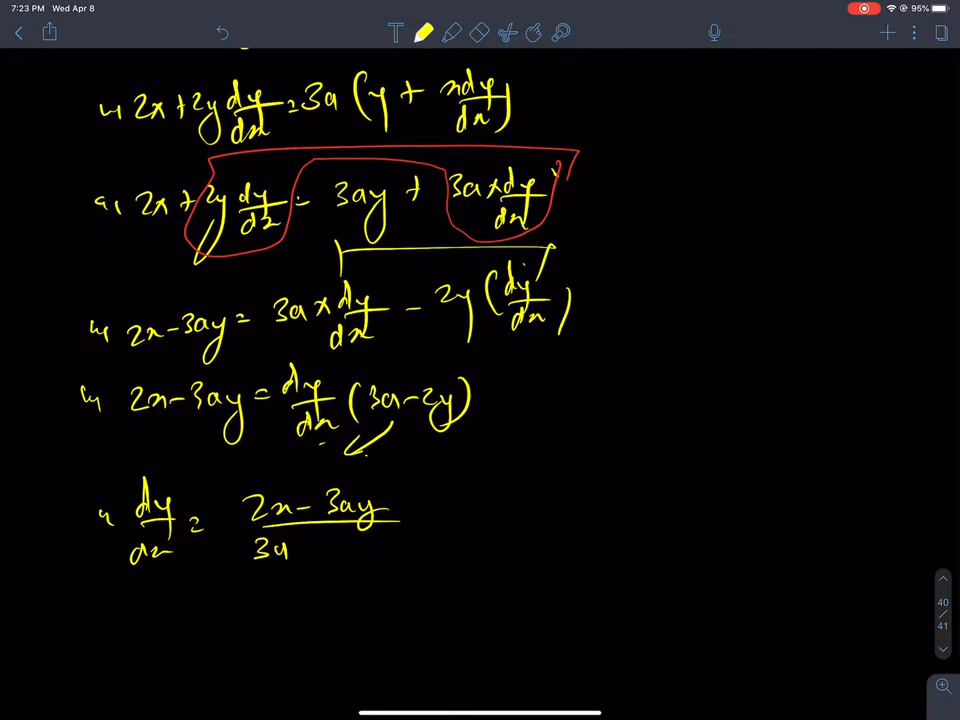 7:23 PM Wed Apr 8 95%
2x + 2y dy/dx = 3a (y + x dy/dx)
2x + 2y dy/dx = 3ay + 3ax dy/dx
2x - 3ay = 3ax dy/dx - 2y (dy/dx)
2x - 3ay = dy/dx (3a - 2y)
dy/dx = 2x - 3ay / 3a
40
/
41